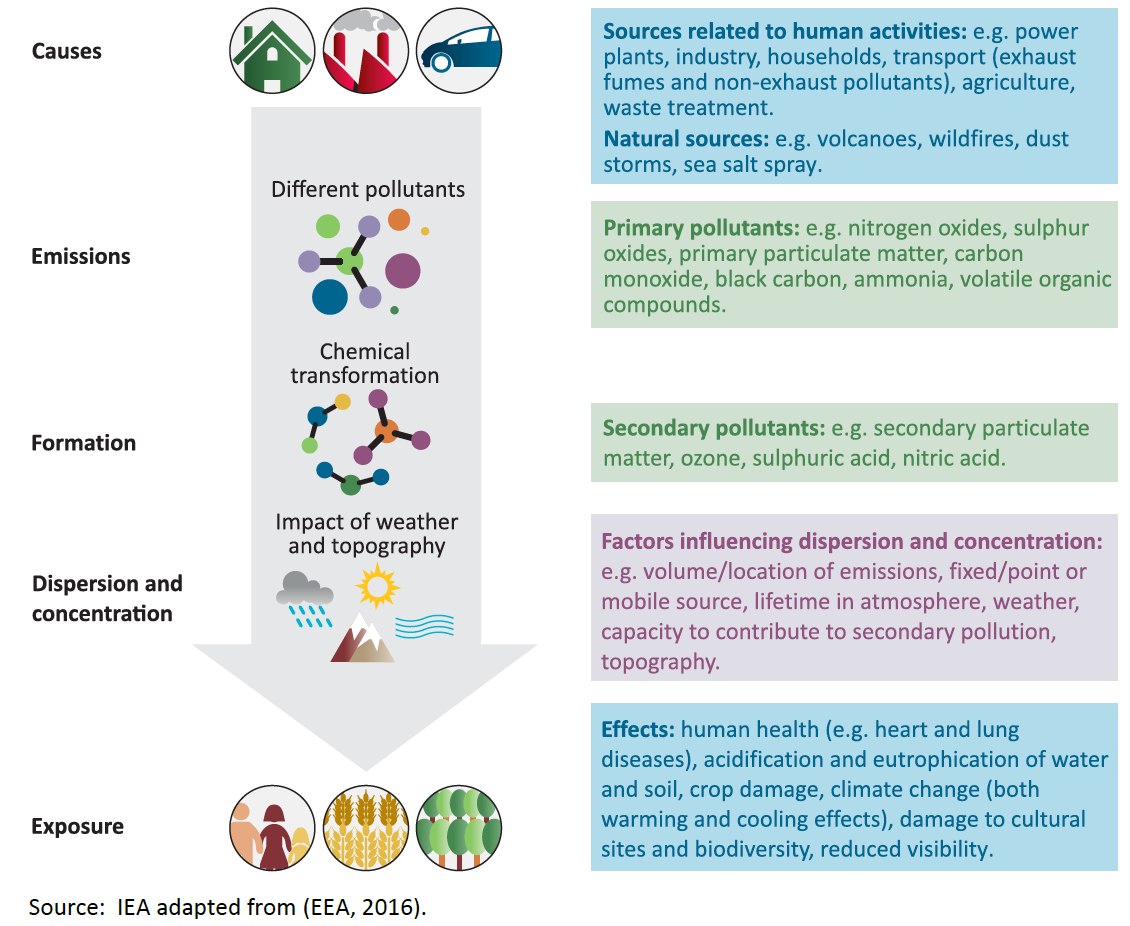 Causes
Sources related to human activities: e.g. power
plants, industry, households, transport (exhaust
fumes and non-exhaust pollutants), agriculture,
waste treatment.
Natural sources: e.g. volcanoes, wildfires, dust
storms, sea salt spray.
Different pollutants
Emissions
Primary pollutants: e.g. nitrogen oxides, sulphur
oxides, primary particulate matter, carbon
monoxide, black carbon, ammonia, volatile organic
compounds.
Chemical
transformation
Formation
Secondary pollutants: e.g. secondary particulate
matter, ozone, sulphuric acid, nitric acid.
Impact of weather
and topography
Dispersion and
concentration
Factors influencing dispersion and concentration:
e.g. volume/location of emissions, fixed/point or
mobile source, lifetime in atmosphere, weather,
capacity to contribute to secondary pollution,
topography.
Exposure
Effects: human health (e.g. heart and lung
diseases), acidification and eutrophication of water
and soil, crop damage, climate change (both
warming and cooling effects), damage to cultural
sites and biodiversity, reduced visibility.
Source: IEA adapted from (EEA, 2016).